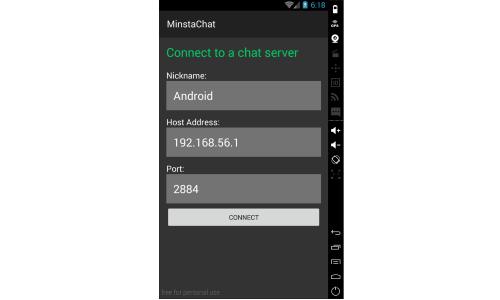 6:18
MinstaChat
GPS
Connect to a chat server
Nickname:
Android
Host Address:
192.168.56.1
Port:
2884
CONNECT
free for personal use